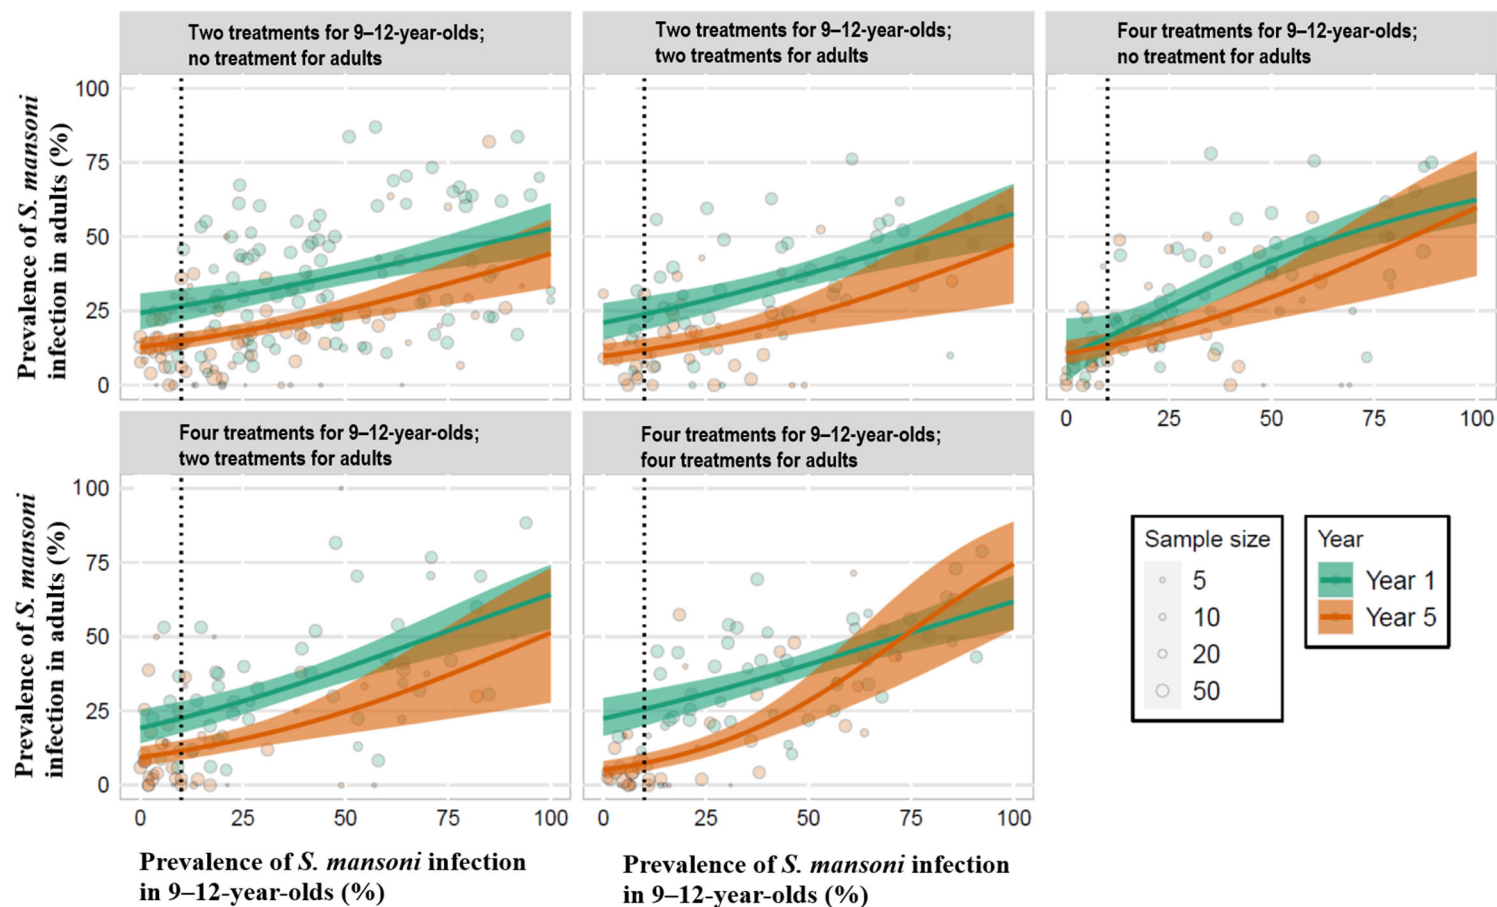 Two treatments for 9–12-year-olds;
no treatment for adults
Two treatments for 9–12-year-olds;
two treatments for adults
Four treatments for 9–12-year-olds;
no treatment for adults
Prevalence of S. mansoni
infection in adults (%)
100
75
50
25
0
0 25 50 75 100
Four treatments for 9–12-year-olds;
two treatments for adults
Four treatments for 9–12-year-olds;
four treatments for adults
Prevalence of S. mansoni
infection in adults (%)
100
75
50
25
0
0 25 50 75 100
0 25 50 75 100
Prevalence of S. mansoni infection
in 9–12-year-olds (%)
Prevalence of S. mansoni infection
in 9–12-year-olds (%)
Sample size
5
10
20
50
Year
Year 1
Year 5